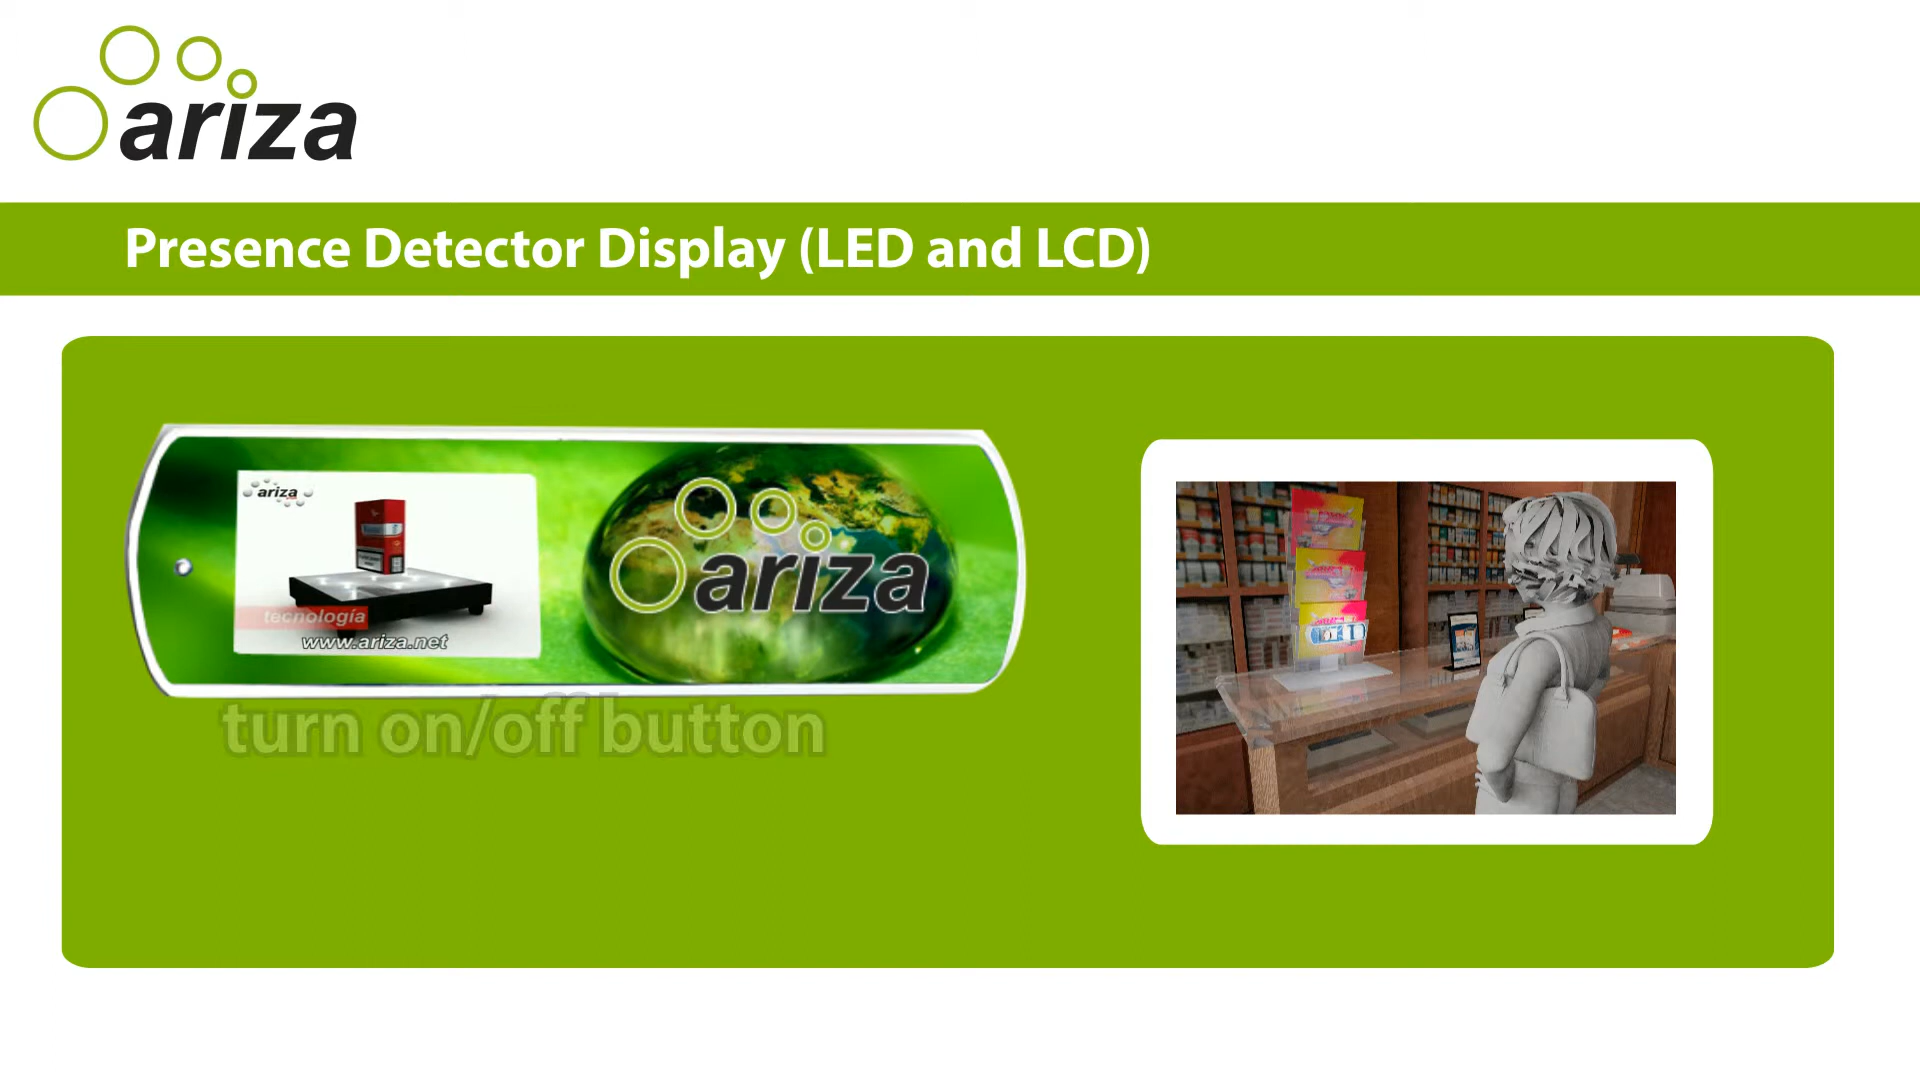 ariza
Presence Detector Display (LED and LCD)
ariza
tecnología
www.ariza.net
ariza
turn on/off button